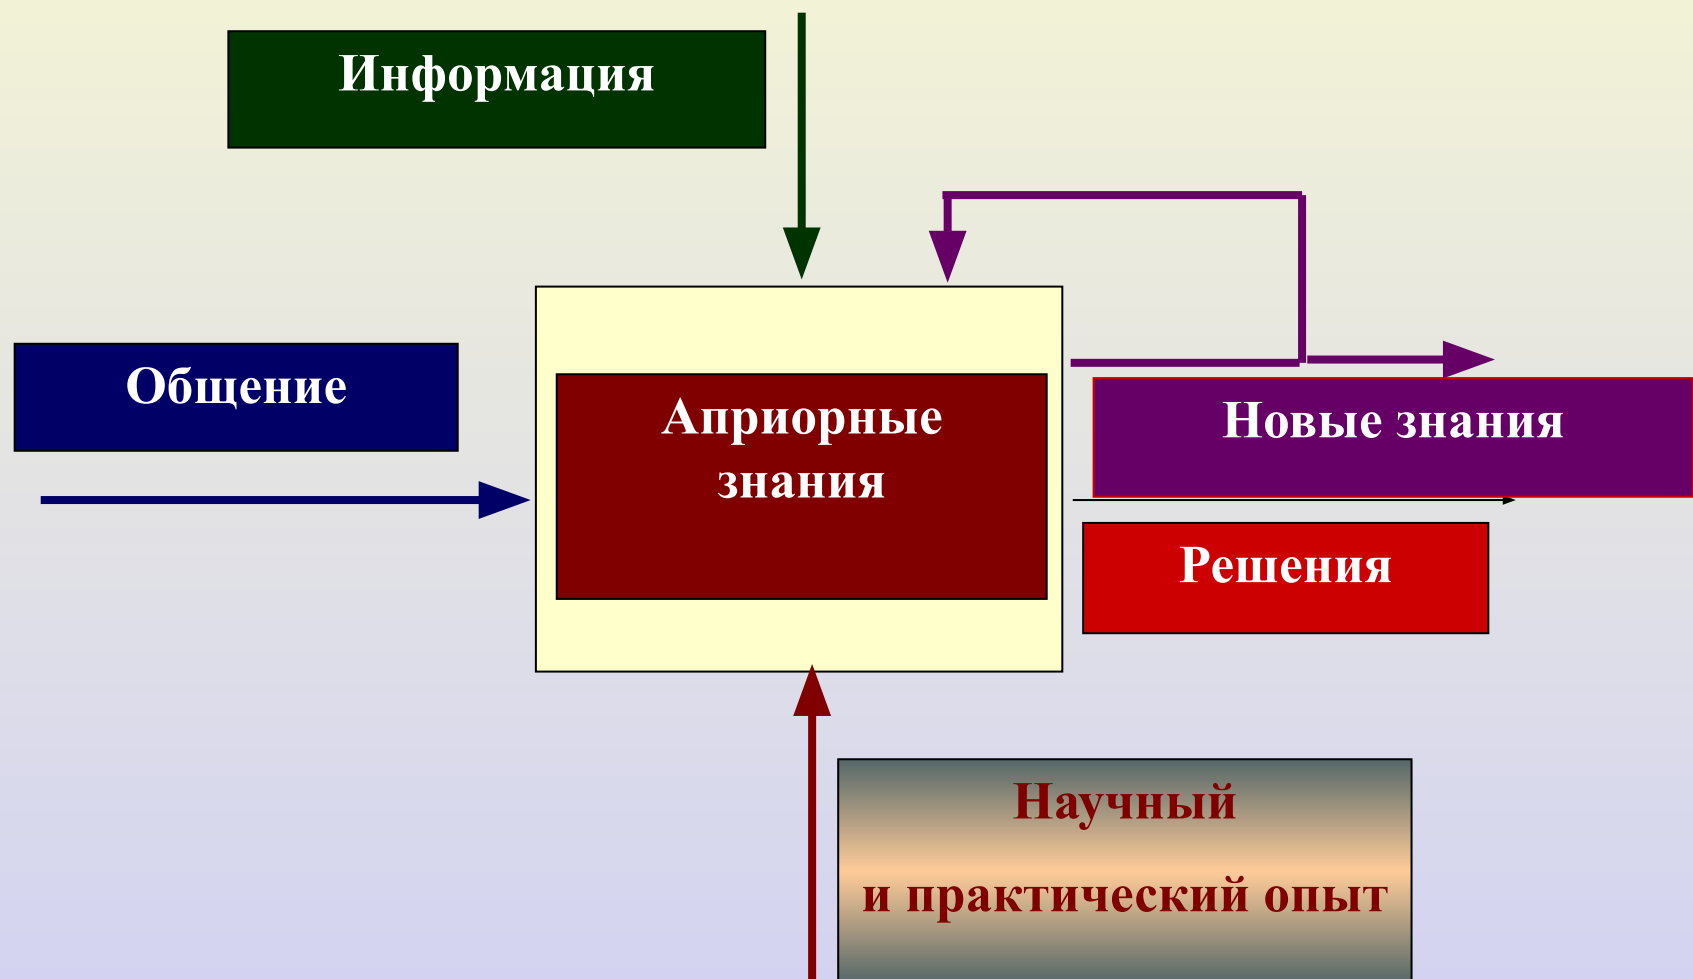 Информация
Общение
Априорные
знания
Новые знания
Решения
Научный
и практический опыт